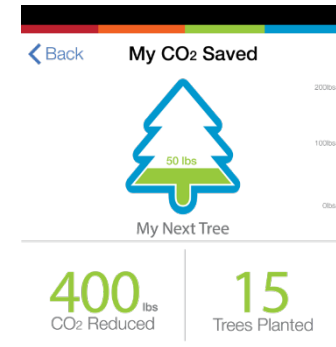 Back My CO2 Saved
200lbs
50 lbs
100lbs
0lbs
My Next Tree
400 lbs
CO2 Reduced
15
Trees Planted